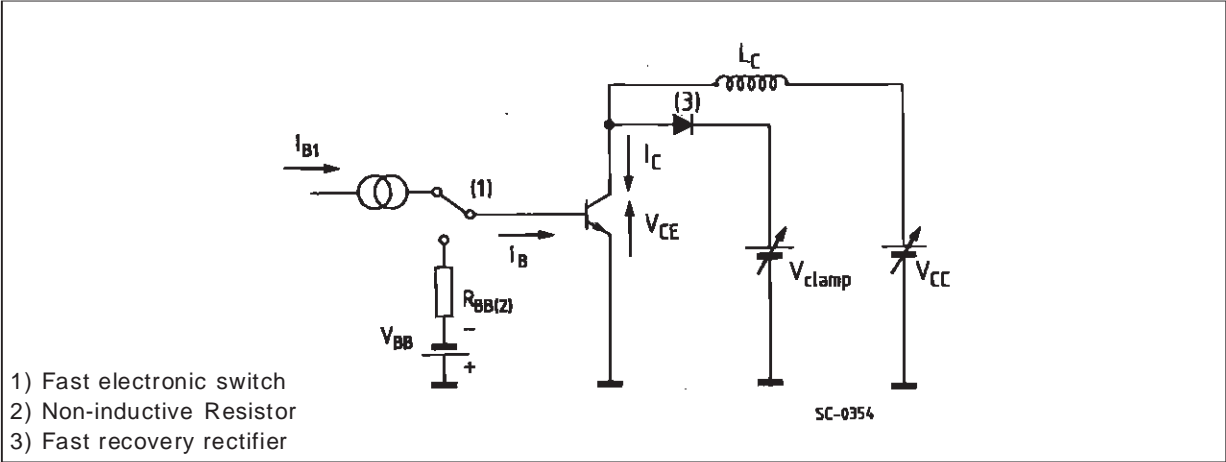 L_C
(3)
I_B1
(1)
I_C
V_CE
I_B
R_BB(2)
V_BB
−
+
V_clamp
V_CC
SC-0354
1) Fast electronic switch
2) Non-inductive Resistor
3) Fast recovery rectifier